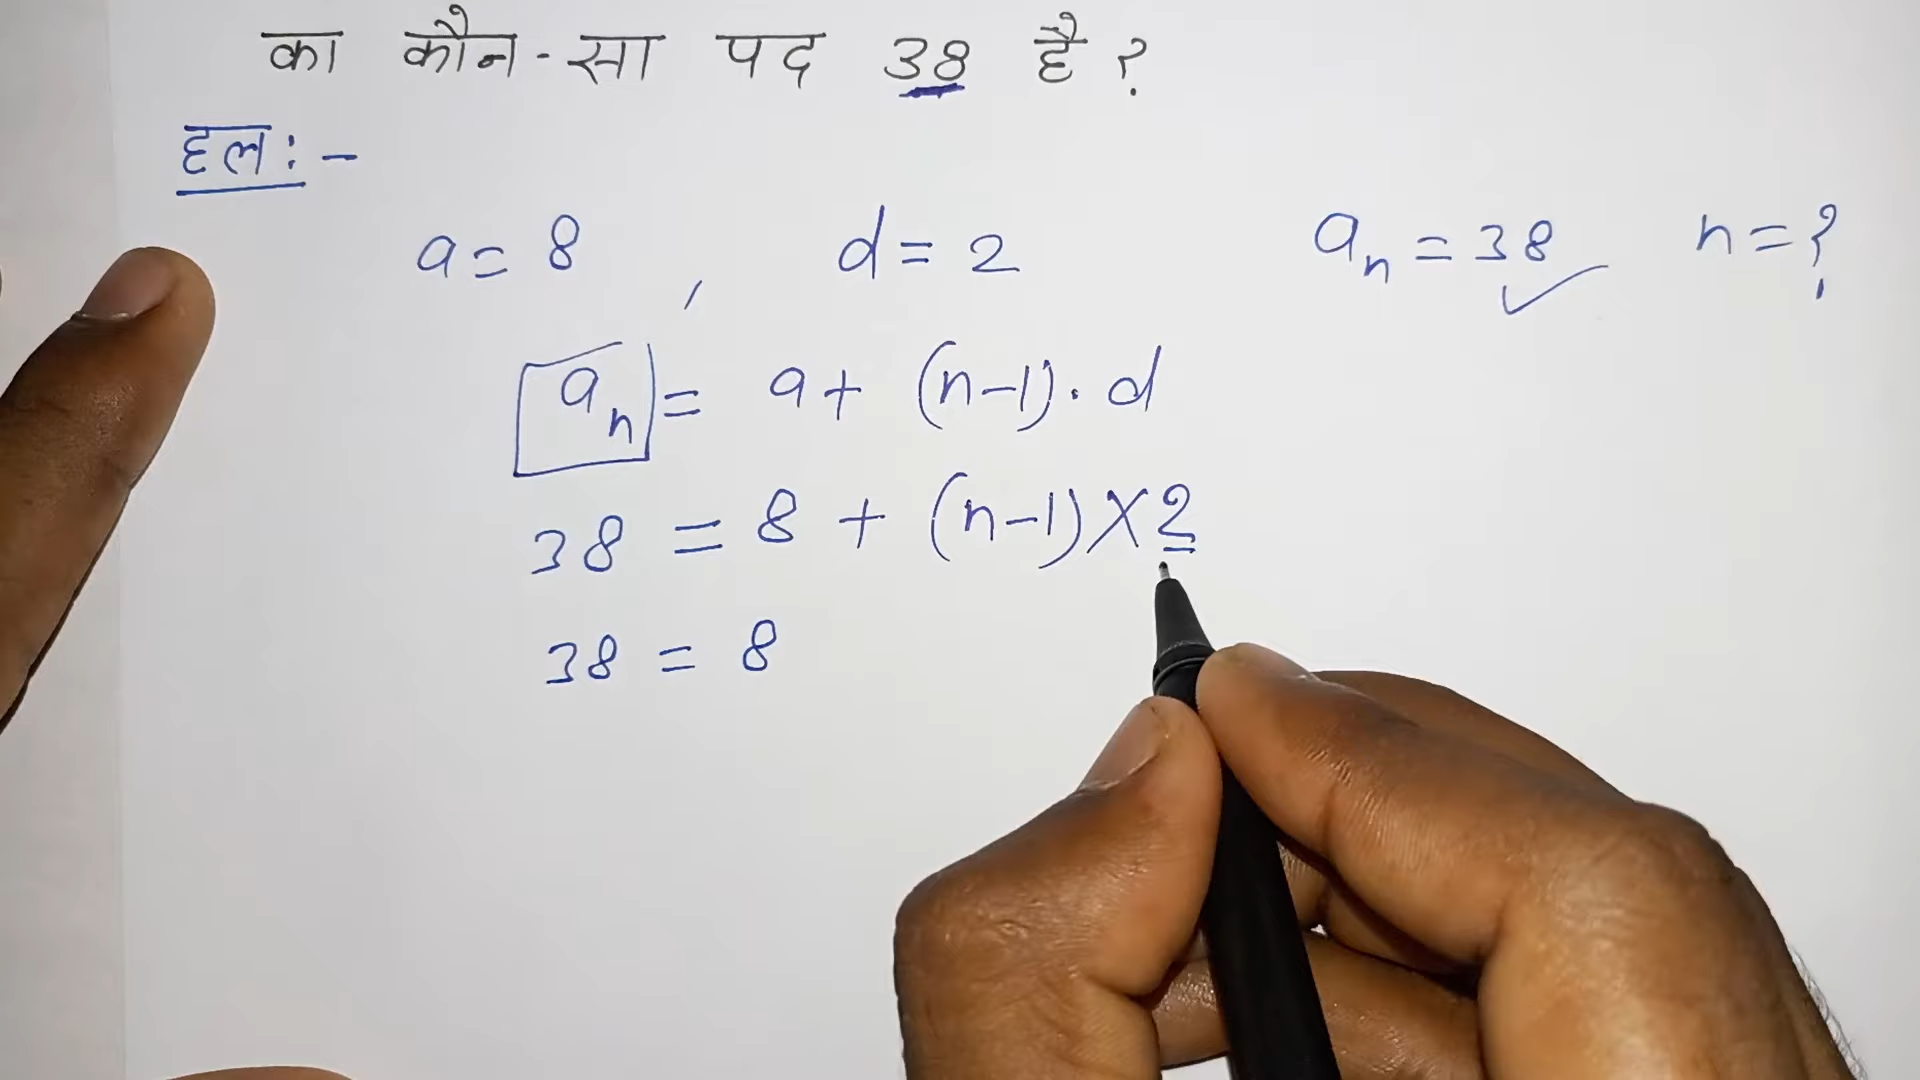 का कौन-सा पद 38 है ?
हल :-
a = 8 , d = 2 aₙ = 38 n = ?
aₙ = a + (n-1). d
38 = 8 + (n-1) X 2
38 = 8